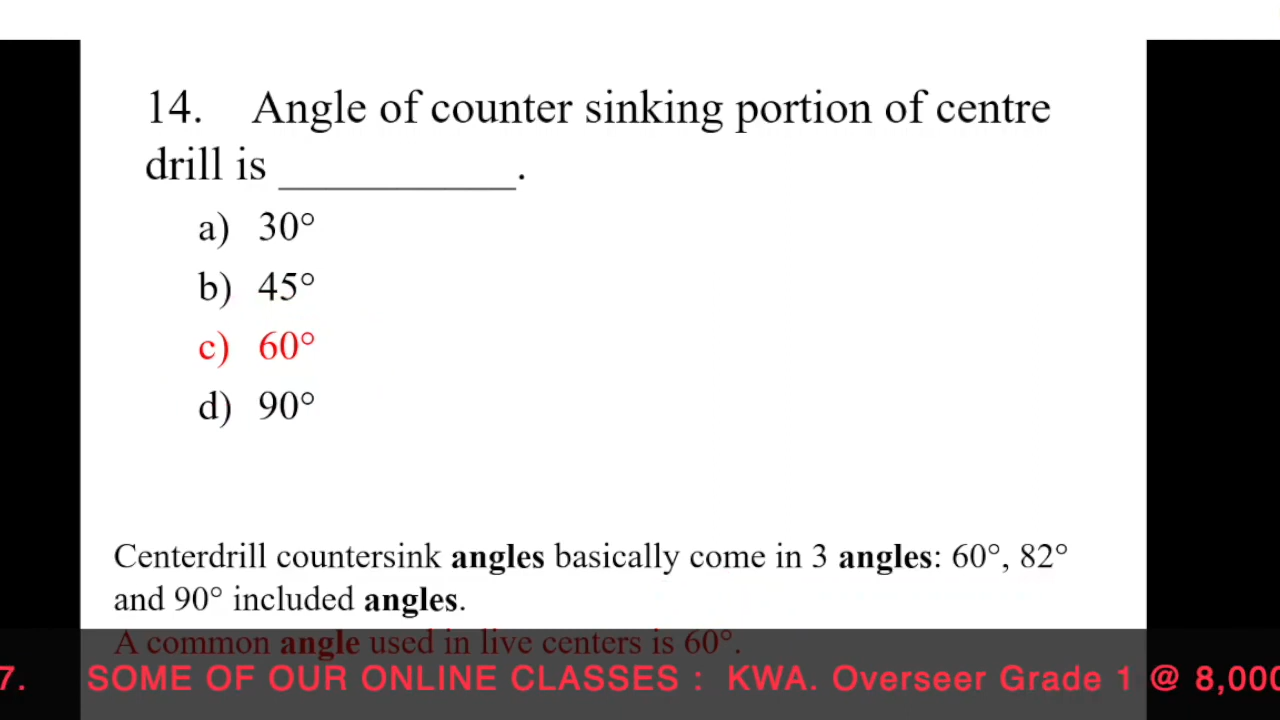 14. Angle of counter sinking portion of centre
drill is ___________.
a) 30°
b) 45°
c) 60°
d) 90°
Centerdrill countersink angles basically come in 3 angles: 60°, 82°
and 90° included angles.
A common angle used in live centers is 60°.
7. SOME OF OUR ONLINE CLASSES : KWA. Overseer Grade 1 @ 8,000